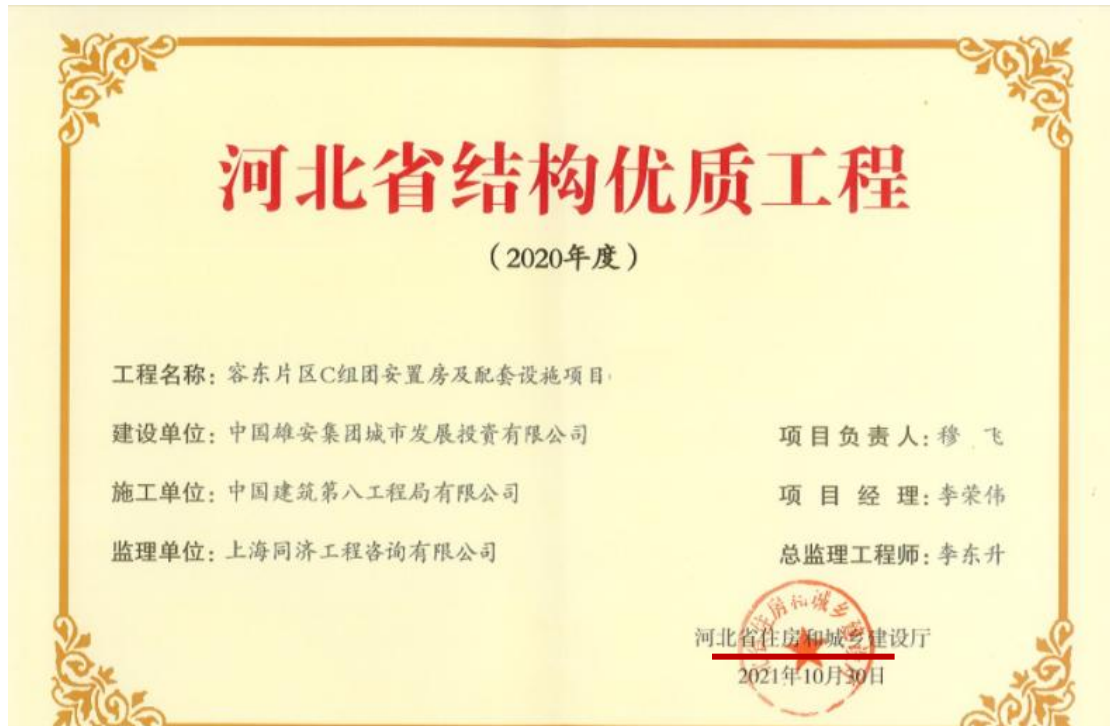 河北省结构优质工程
（2020年度）
工程名称：容东片区C组团安置房及配套设施项目
建设单位：中国雄安集团城市发展投资有限公司 项目负责人：穆 飞
施工单位：中国建筑第八工程局有限公司 项目经理：李荣伟
监理单位：上海同济工程咨询有限公司 总监理工程师：李东升
河北省住房和城乡建设厅
2021年10月30日